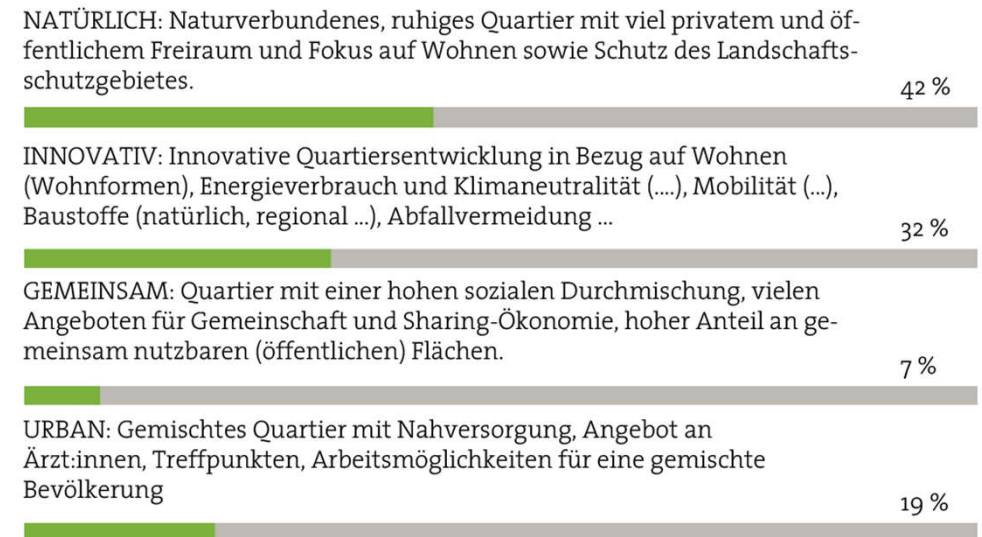 NATÜRLICH: Naturverbundenes, ruhiges Quartier mit viel privatem und öf-
fentlichem Freiraum und Fokus auf Wohnen sowie Schutz des Landschafts-
schutzgebietes.
42 %
INNOVATIV: Innovative Quartiersentwicklung in Bezug auf Wohnen
(Wohnformen), Energieverbrauch und Klimaneutralität (....), Mobilität (...),
Baustoffe (natürlich, regional ...), Abfallvermeidung ...
32 %
GEMEINSAM: Quartier mit einer hohen sozialen Durchmischung, vielen
Angeboten für Gemeinschaft und Sharing-Ökonomie, hoher Anteil an ge-
meinsam nutzbaren (öffentlichen) Flächen.
7 %
URBAN: Gemischtes Quartier mit Nahversorgung, Angebot an
Ärzt:innen, Treffpunkten, Arbeitsmöglichkeiten für eine gemischte
Bevölkerung
19 %